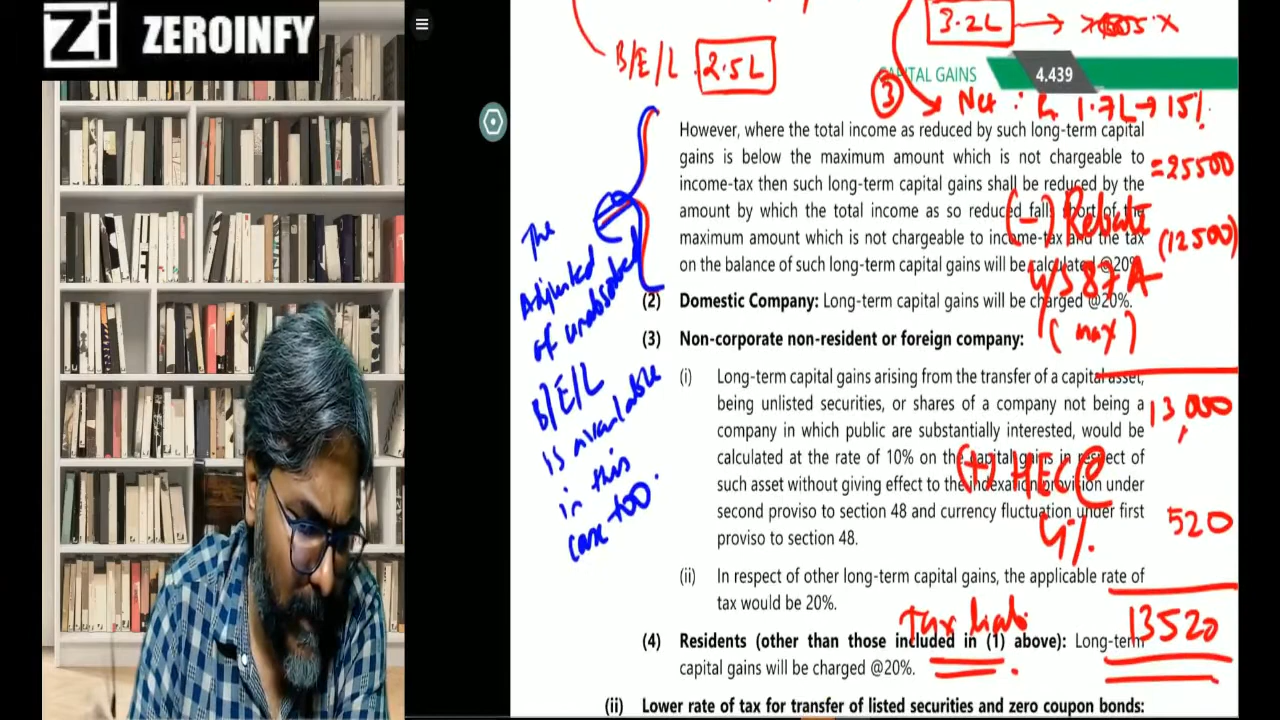 Zi ZEROINFY
3.2L →
B/E/L 2.5L
CAPITAL GAINS 4.439
③ Net : 1.7L → 15%
= 25500
(-) Rebate (12500)
u/s 87A
(max)
13,000
(+) HEC @
4% 520
Tax liab. 13520
The
Adjusted
of unabsorbed
B/E/L
is available
in this
case too.
However, where the total income as reduced by such long-term capital
gains is below the maximum amount which is not chargeable to
income-tax then such long-term capital gains shall be reduced by the
amount by which the total income as so reduced falls short of the
maximum amount which is not chargeable to income-tax and the tax
on the balance of such long-term capital gains will be calculated @20%.
(2) Domestic Company: Long-term capital gains will be charged @20%.
(3) Non-corporate non-resident or foreign company:
(i) Long-term capital gains arising from the transfer of a capital asset,
being unlisted securities, or shares of a company not being a
company in which public are substantially interested, would be
calculated at the rate of 10% on the capital gains in respect of
such asset without giving effect to the indexation provision under
second proviso to section 48 and currency fluctuation under first
proviso to section 48.
(ii) In respect of other long-term capital gains, the applicable rate of
tax would be 20%.
(4) Residents (other than those included in (1) above): Long-term
capital gains will be charged @20%.
(ii) Lower rate of tax for transfer of listed securities and zero coupon bonds: